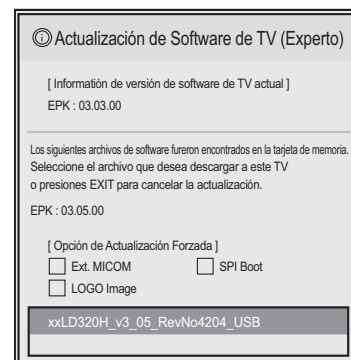 Actualización de Software de TV (Experto)
[ Informatión de versión de software de TV actual ]
EPK : 03.03.00
Los siguientes archivos de software fureron encontrados en la tarjeta de memoria.
Seleccione el archivo que desea descargar a este TV
o presiones EXIT para cancelar la actualización.
EPK : 03.05.00
[ Opción de Actualización Forzada ]
Ext. MICOM SPI Boot
LOGO Image
xxLD320H_v3_05_RevNo4204_USB